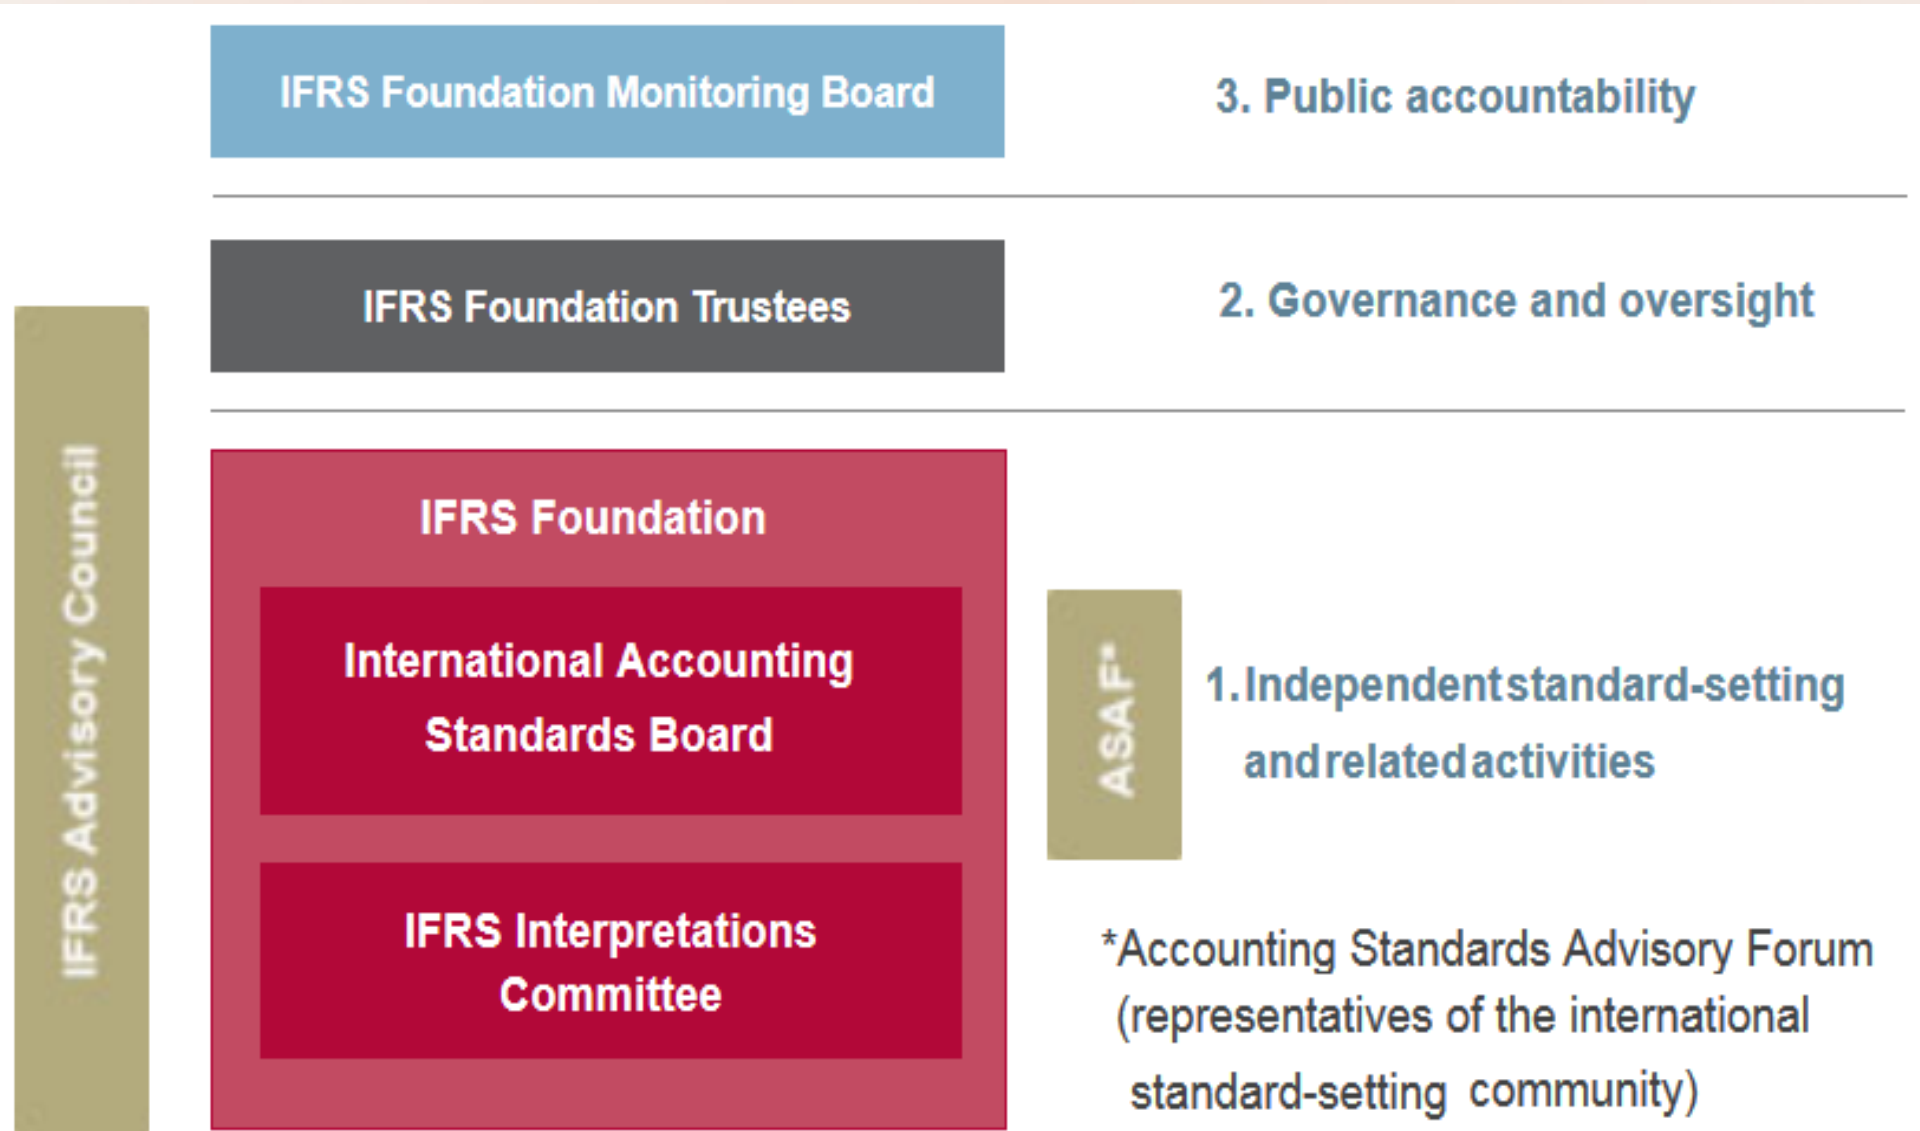 IFRS Foundation Monitoring Board
3. Public accountability
IFRS Foundation Trustees
2. Governance and oversight
IFRS Advisory Council
IFRS Foundation
International Accounting
Standards Board
IFRS Interpretations
Committee
ASAF*
1. Independent standard-setting
and related activities
*Accounting Standards Advisory Forum
(representatives of the international
standard-setting community)